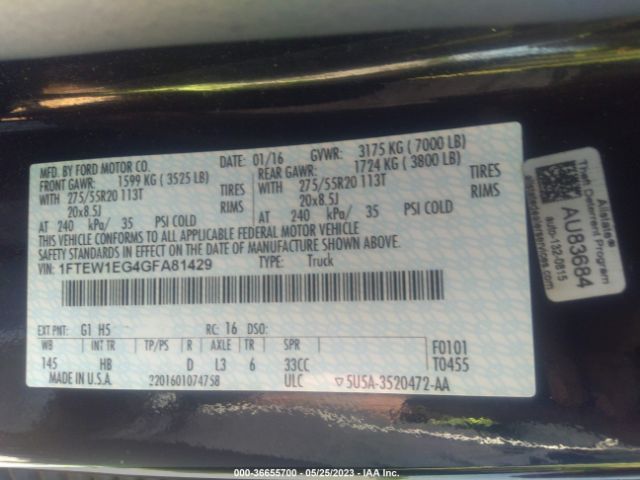 MFD. BY FORD MOTOR CO.
DATE: 01/16 GVWR: 3175 KG ( 7000 LB)
FRONT GAWR: 1599 KG ( 3525 LB) REAR GAWR: 1724 KG ( 3800 LB)
WITH 275/55R20 113T TIRES WITH 275/55R20 113T TIRES
20x8.5J RIMS 20x8.5J RIMS
AT 240 kPa/ 35 PSI COLD AT 240 kPa/ 35 PSI COLD
THIS VEHICLE CONFORMS TO ALL APPLICABLE FEDERAL MOTOR VEHICLE
SAFETY STANDARDS IN EFFECT ON THE DATE OF MANUFACTURE SHOWN ABOVE.
VIN: 1FTEW1EG4GFA81429 TYPE: Truck
EXT PNT: G1 H5 RC: 16 DSO:
WB INT TR TP/PS R AXLE TR SPR
145 HB D L3 6 33CC
F0101
T0455
MADE IN U.S.A. 2201601074758 ULC ▽5U5A-3520472-AA
Allstate
Theft Deterrent Program
AU83684
000-36655700 - 05/25/2023 - IAA Inc.